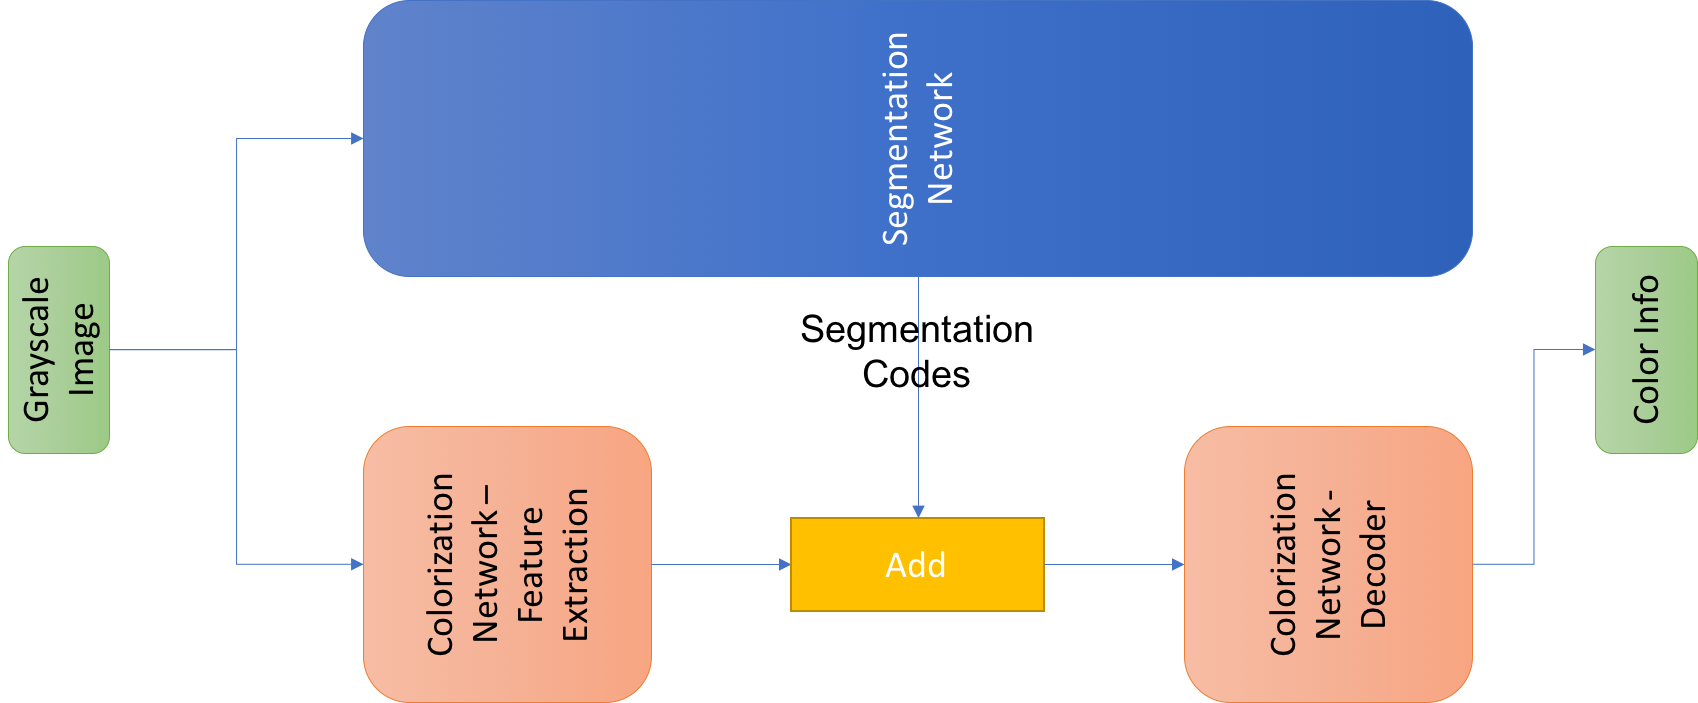 Segmentation
Network
Grayscale
Image
Segmentation
Codes
Color Info
Colorization
Network –
Feature
Extraction
Add
Colorization
Network -
Decoder